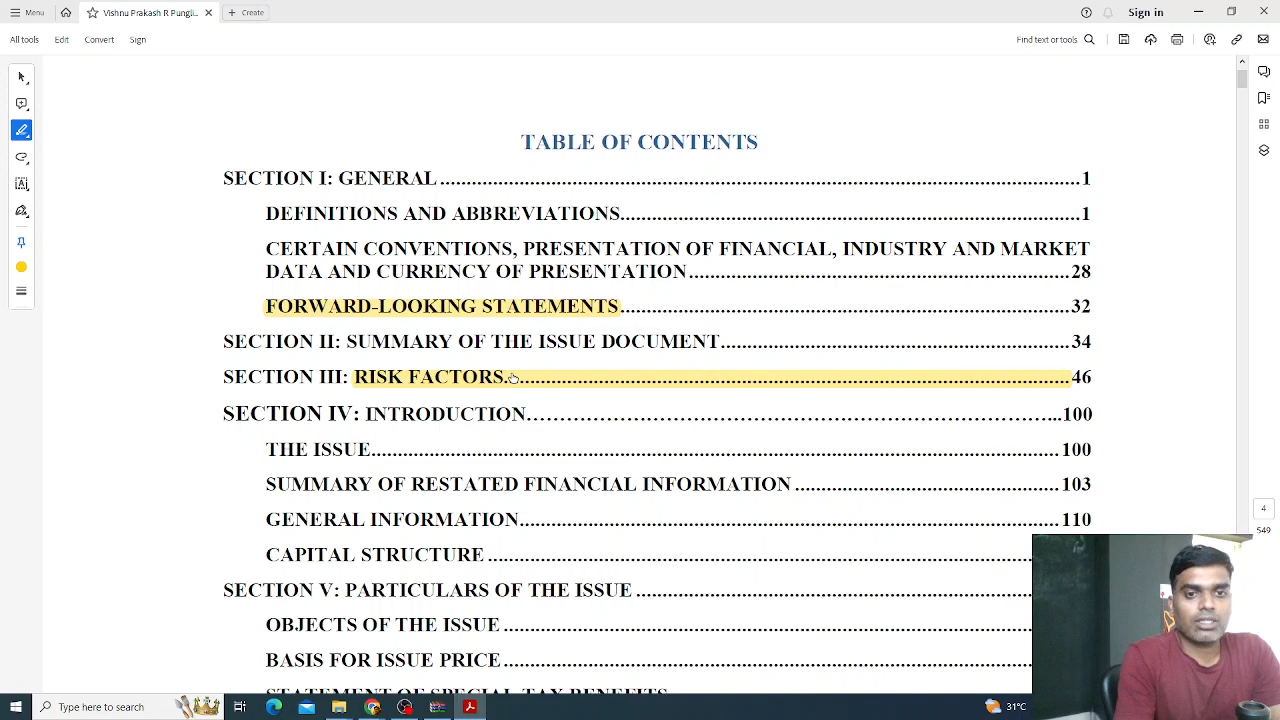 Menu
Vishnu Prakash R Pungli...
Create
Sign in
All tools Edit Convert Sign
Find text or tools
TABLE OF CONTENTS
SECTION I: GENERAL ........ 1
DEFINITIONS AND ABBREVIATIONS........ 1
CERTAIN CONVENTIONS, PRESENTATION OF FINANCIAL, INDUSTRY AND MARKET
DATA AND CURRENCY OF PRESENTATION ........ 28
FORWARD-LOOKING STATEMENTS........ 32
SECTION II: SUMMARY OF THE ISSUE DOCUMENT........ 34
SECTION III: RISK FACTORS........ 46
SECTION IV: INTRODUCTION........ 100
THE ISSUE........ 100
SUMMARY OF RESTATED FINANCIAL INFORMATION ........ 103
GENERAL INFORMATION........ 110
CAPITAL STRUCTURE ........
SECTION V: PARTICULARS OF THE ISSUE ........
OBJECTS OF THE ISSUE ........
BASIS FOR ISSUE PRICE ........
STATEMENT OF SPECIAL TAX BENEFITS
4
549
Type here to search
31°C